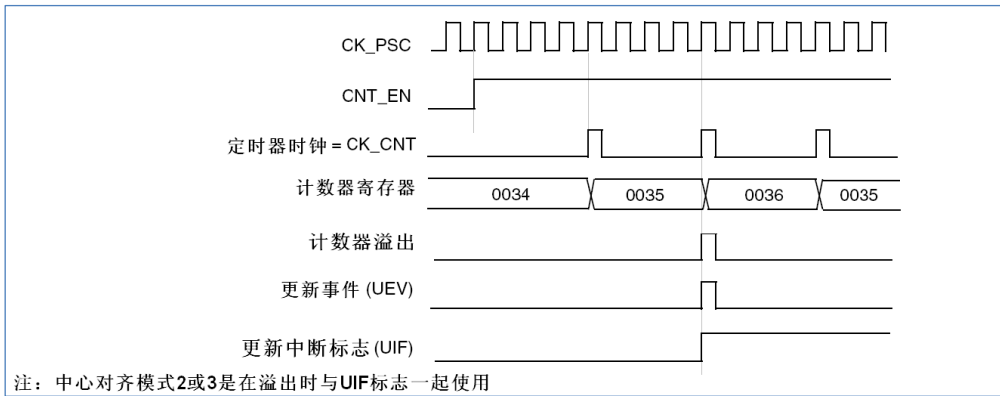 CK_PSC
CNT_EN
定时器时钟 = CK_CNT
计数器寄存器 0034 0035 0036 0035
计数器溢出
更新事件 (UEV)
更新中断标志 (UIF)
注：中心对齐模式2或3是在溢出时与UIF标志一起使用